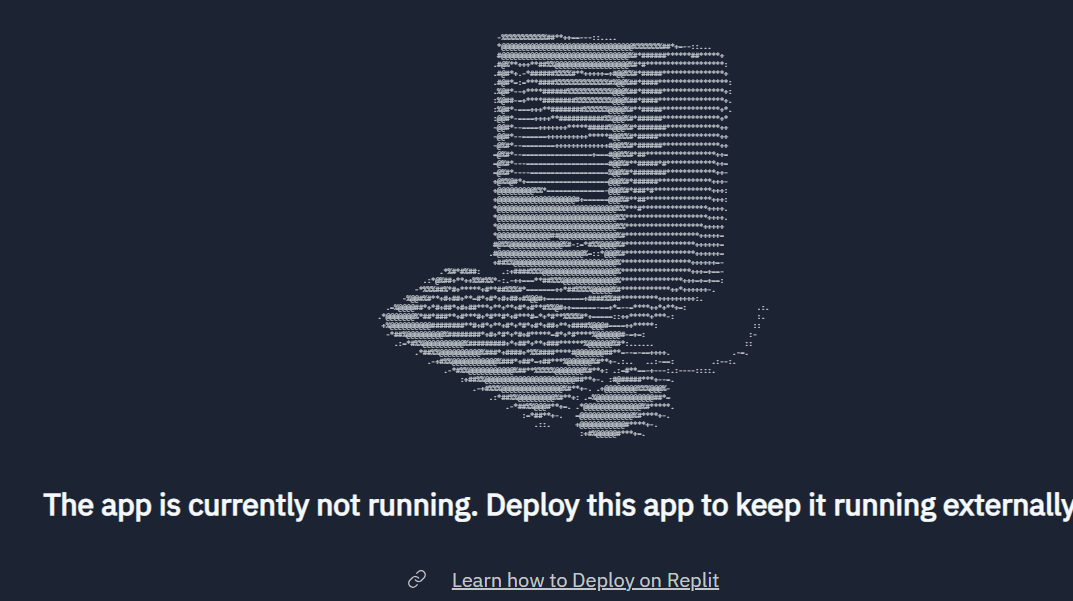 The app is currently not running. Deploy this app to keep it running externally
Learn how to Deploy on Replit